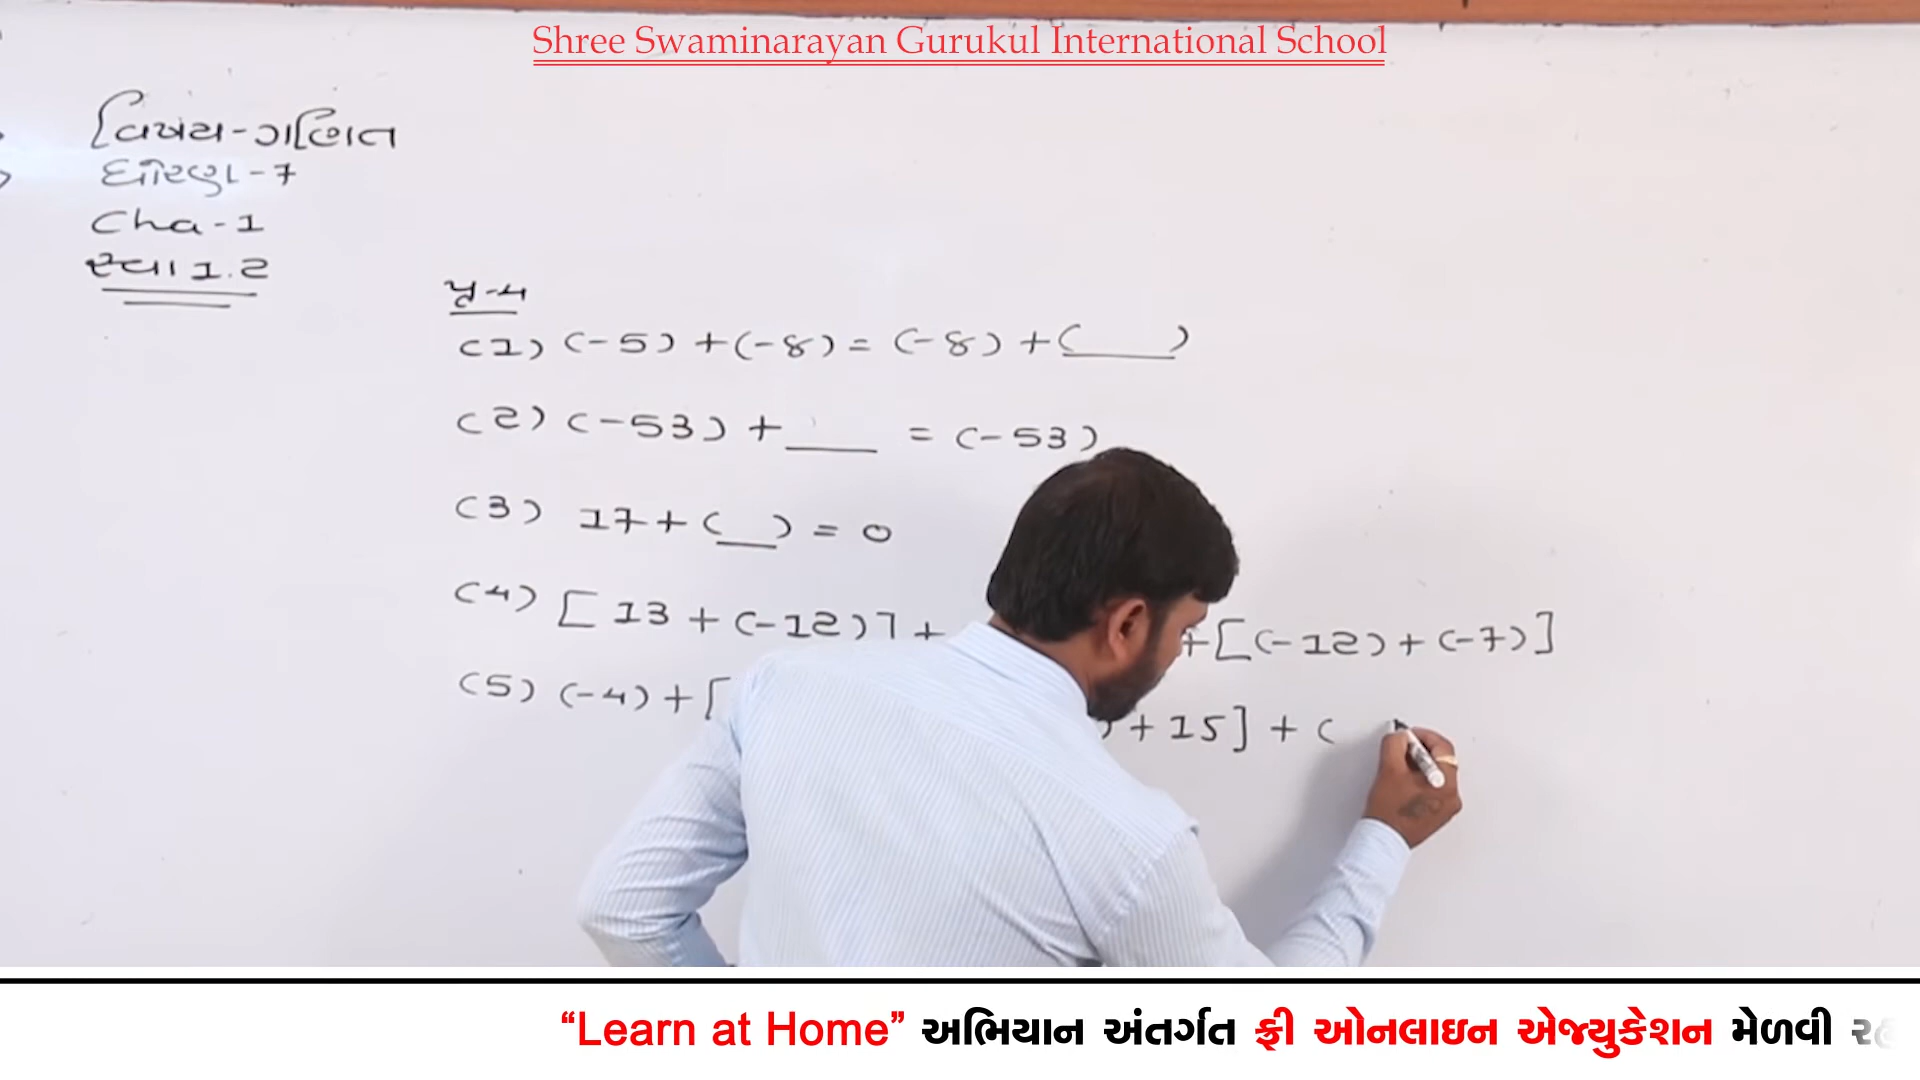 Shree Swaminarayan Gurukul International School
વિષય-ગણિત
ધોરણ-7
Cha-1
સ્વા 1.2
પ્ર-4
(1) (-5) + (-8) = (-8) + (____)
(2) (-53) + ____ = (-53)
(3) 17 + (__) = 0
(4) [13 + (-12)] + + [(-12) + (-7)]
(5) (-4) + [ ) + 15] + (
“Learn at Home” અભિયાન અંતર્ગત ફ્રી ઓનલાઇન એજ્યુકેશન મેળવી